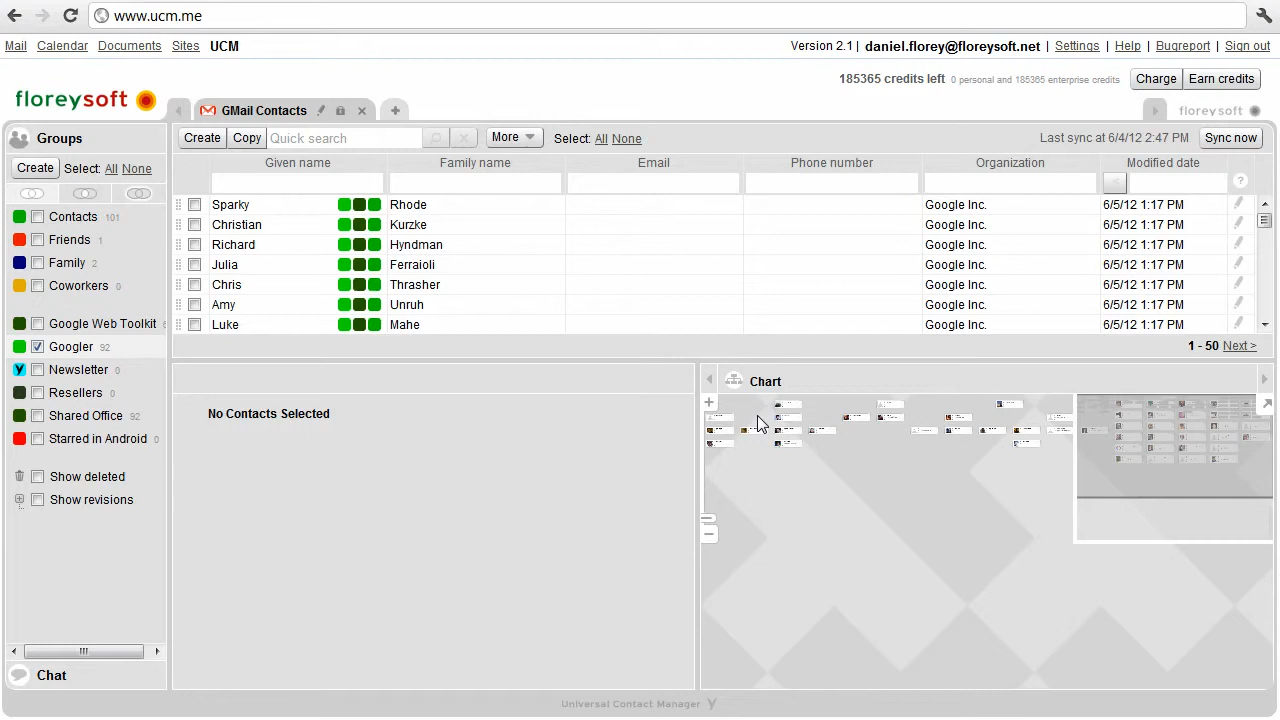 www.ucm.me
Mail Calendar Documents Sites UCM
Version 2.1 | daniel.florey@floreysoft.net | Settings | Help | Bugreport | Sign out
185365 credits left 0 personal and 185365 enterprise credits Charge Earn credits
floreysoft GMail Contacts floreysoft
Groups
Create Copy Quick search More Select: All None Last sync at 6/4/12 2:47 PM Sync now
Create Select: All None
Given name Family name Email Phone number Organization Modified date
< ?
Sparky Rhode Google Inc. 6/5/12 1:17 PM
Christian Kurzke Google Inc. 6/5/12 1:17 PM
Richard Hyndman Google Inc. 6/5/12 1:17 PM
Julia Ferraioli Google Inc. 6/5/12 1:17 PM
Chris Thrasher Google Inc. 6/5/12 1:17 PM
Amy Unruh Google Inc. 6/5/12 1:17 PM
Luke Mahe Google Inc. 6/5/12 1:17 PM
1 - 50 Next >
Contacts 101
Friends 1
Family 2
Coworkers 0
Google Web Toolkit 6
Googler 92
Newsletter 0
Resellers 0
Shared Office 92
Starred in Android 0
Show deleted
Show revisions
Chat
No Contacts Selected
Chart
Universal Contact Manager